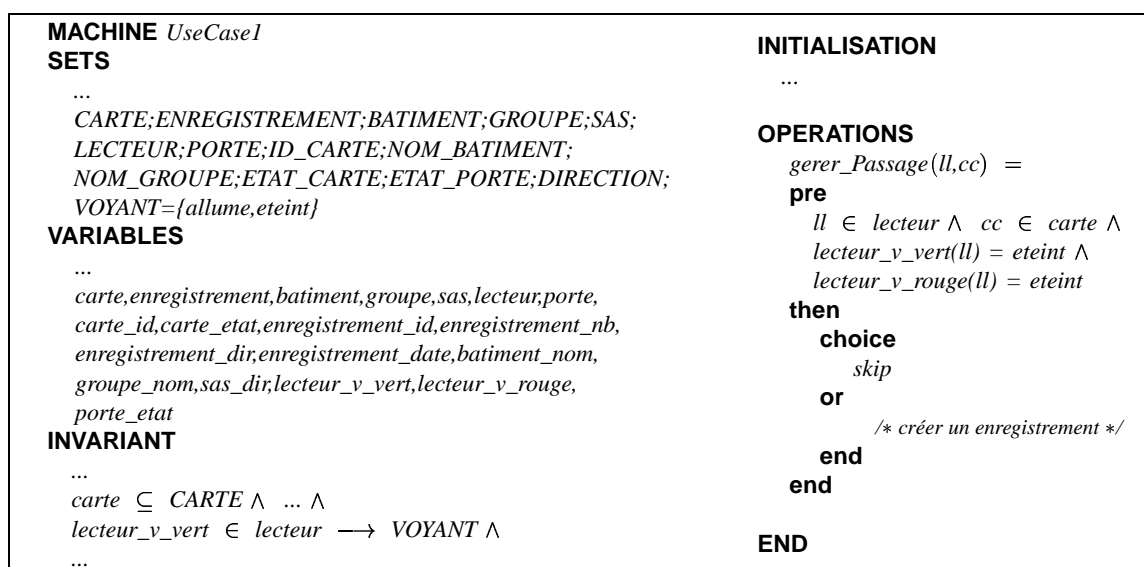 MACHINE UseCase1
SETS
...
CARTE;ENREGISTREMENT;BATIMENT;GROUPE;SAS;
LECTEUR;PORTE;ID_CARTE;NOM_BATIMENT;
NOM_GROUPE;ETAT_CARTE;ETAT_PORTE;DIRECTION;
VOYANT={allume,eteint}
VARIABLES
...
carte,enregistrement,batiment,groupe,sas,lecteur,porte,
carte_id,carte_etat,enregistrement_id,enregistrement_nb,
enregistrement_dir,enregistrement_date,batiment_nom,
groupe_nom,sas_dir,lecteur_v_vert,lecteur_v_rouge,
porte_etat
INVARIANT
...
carte ⊆ CARTE ∧ ... ∧
lecteur_v_vert ∈ lecteur ⟶ VOYANT ∧
...
INITIALISATION
...
OPERATIONS
gerer_Passage(ll,cc) =
pre
ll ∈ lecteur ∧ cc ∈ carte ∧
lecteur_v_vert(ll) = eteint ∧
lecteur_v_rouge(ll) = eteint
then
choice
skip
or
/* créer un enregistrement */
end
end
END